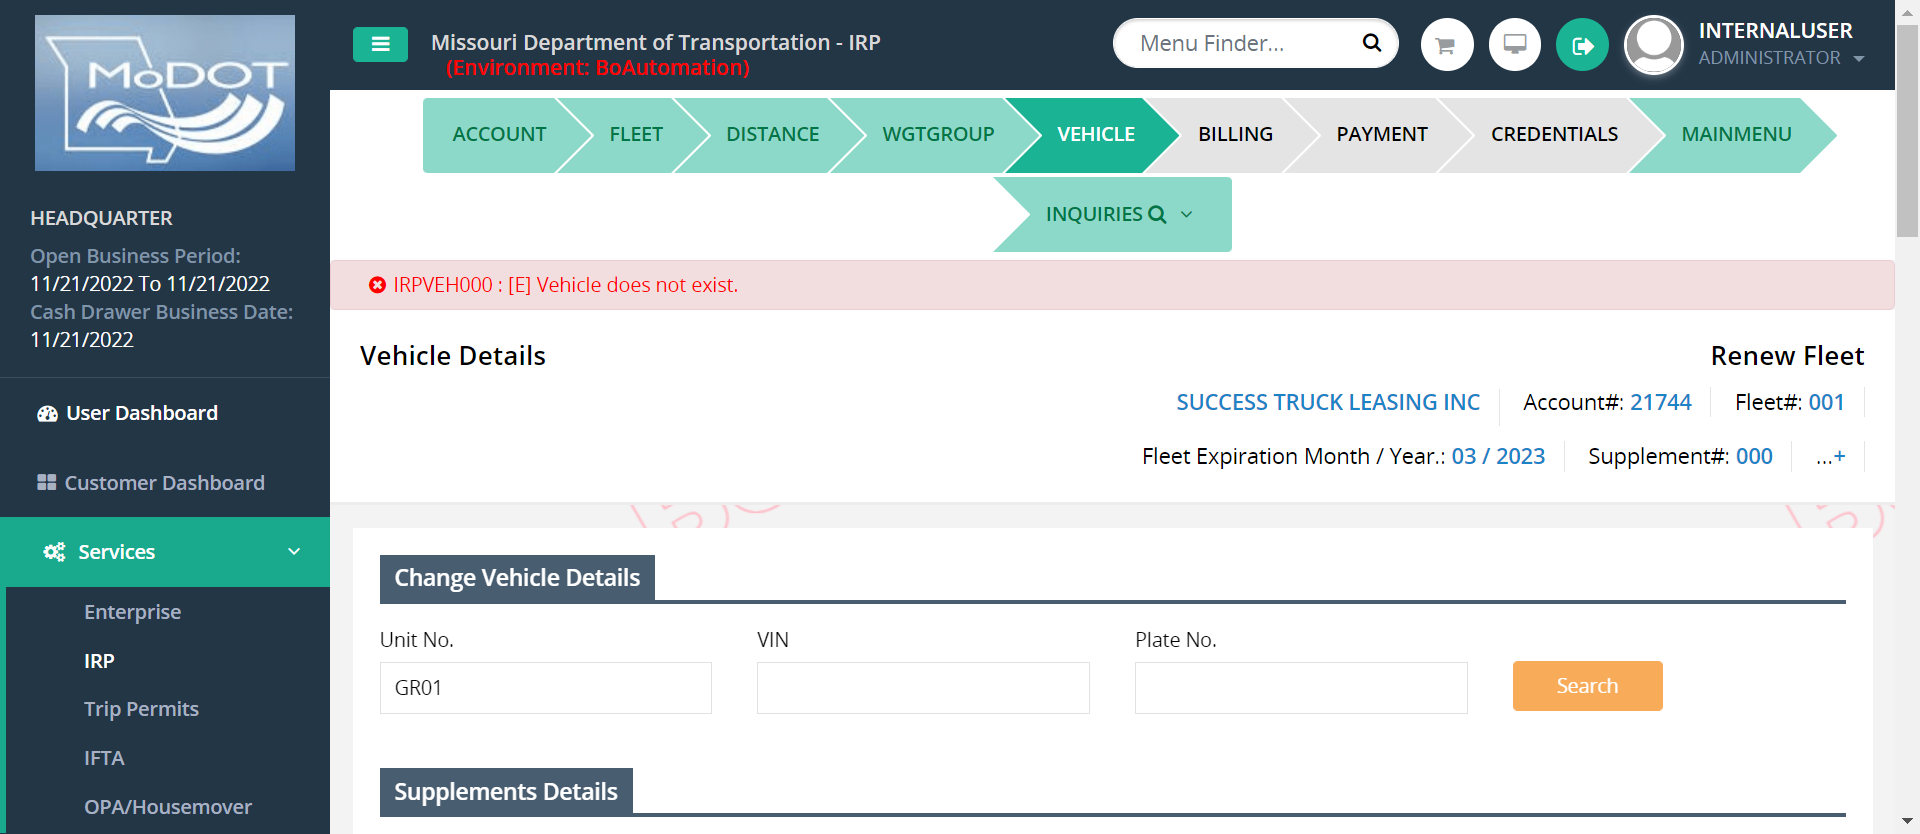 MoDOT
HEADQUARTER
Open Business Period:
11/21/2022 To 11/21/2022
Cash Drawer Business Date:
11/21/2022
User Dashboard
Customer Dashboard
Services
Enterprise
IRP
Trip Permits
IFTA
OPA/Housemover
Missouri Department of Transportation - IRP
(Environment: BoAutomation)
Menu Finder...
INTERNALUSER
ADMINISTRATOR
ACCOUNT FLEET DISTANCE WGTGROUP VEHICLE BILLING PAYMENT CREDENTIALS MAINMENU
INQUIRIES
IRPVEH000 : [E] Vehicle does not exist.
Vehicle Details Renew Fleet
SUCCESS TRUCK LEASING INC Account#: 21744 Fleet#: 001
Fleet Expiration Month / Year.: 03 / 2023 Supplement#: 000 ...+
Change Vehicle Details
Unit No. VIN Plate No.
GR01 Search
Supplements Details